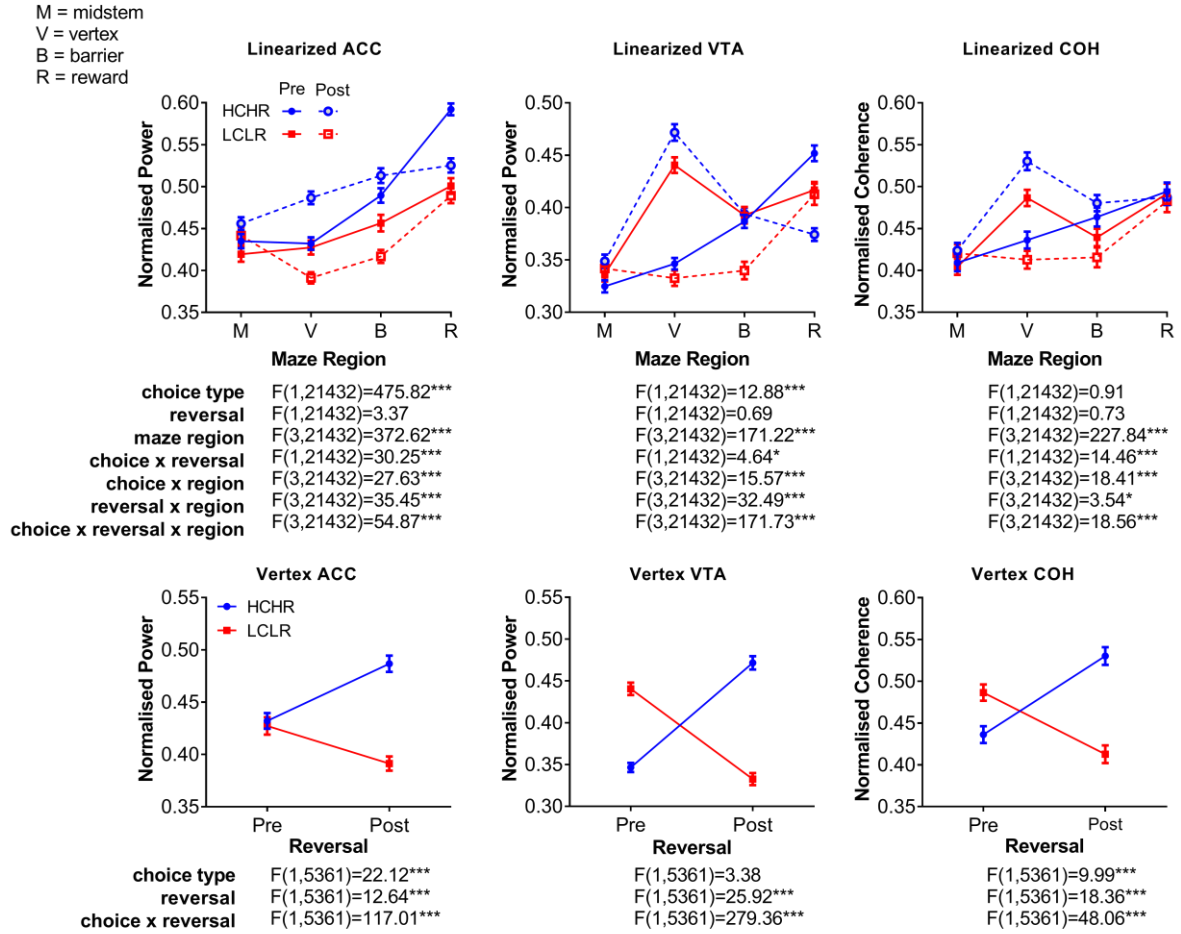 M = midstem
V = vertex
B = barrier
R = reward
Linearized ACC
Linearized VTA
Linearized COH
Pre Post
HCHR
LCLR
Normalised Power
0.60
0.55
0.50
0.45
0.40
0.35
M V B R
Maze Region
Normalised Power
0.50
0.45
0.40
0.35
0.30
M V B R
Maze Region
Normalised Coherence
0.60
0.55
0.50
0.45
0.40
0.35
M V B R
Maze Region
choice type F(1,21432)=475.82*** F(1,21432)=12.88*** F(1,21432)=0.91
reversal F(1,21432)=3.37 F(1,21432)=0.69 F(1,21432)=0.73
maze region F(3,21432)=372.62*** F(3,21432)=171.22*** F(3,21432)=227.84***
choice x reversal F(1,21432)=30.25*** F(1,21432)=4.64* F(1,21432)=14.46***
choice x region F(3,21432)=27.63*** F(3,21432)=15.57*** F(3,21432)=18.41***
reversal x region F(3,21432)=35.45*** F(3,21432)=32.49*** F(3,21432)=3.54*
choice x reversal x region F(3,21432)=54.87*** F(3,21432)=171.73*** F(3,21432)=18.56***
Vertex ACC
Vertex VTA
Vertex COH
HCHR
LCLR
Normalised Power
0.55
0.50
0.45
0.40
0.35
Pre Post
Reversal
Normalised Power
0.55
0.50
0.45
0.40
0.35
0.30
Pre Post
Reversal
Normalised Coherence
0.60
0.55
0.50
0.45
0.40
0.35
Pre Post
Reversal
choice type F(1,5361)=22.12*** F(1,5361)=3.38 F(1,5361)=9.99***
reversal F(1,5361)=12.64*** F(1,5361)=25.92*** F(1,5361)=18.36***
choice x reversal F(1,5361)=117.01*** F(1,5361)=279.36*** F(1,5361)=48.06***